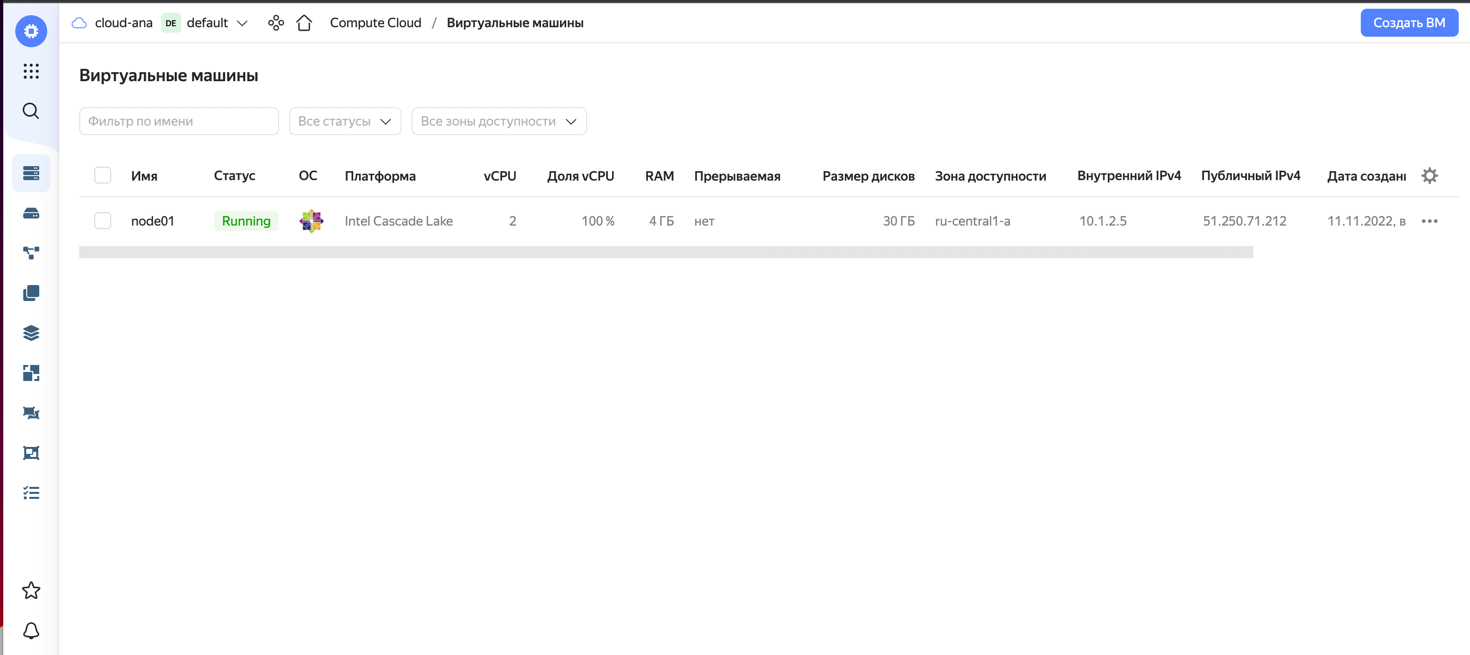 cloud-ana DE default Compute Cloud / Виртуальные машины Создать ВМ
Виртуальные машины
Фильтр по имени Все статусы Все зоны доступности
Имя Статус ОС Платформа vCPU Доля vCPU RAM Прерываемая Размер дисков Зона доступности Внутренний IPv4 Публичный IPv4 Дата создани
node01 Running Intel Cascade Lake 2 100 % 4 ГБ нет 30 ГБ ru-central1-a 10.1.2.5 51.250.71.212 11.11.2022, в